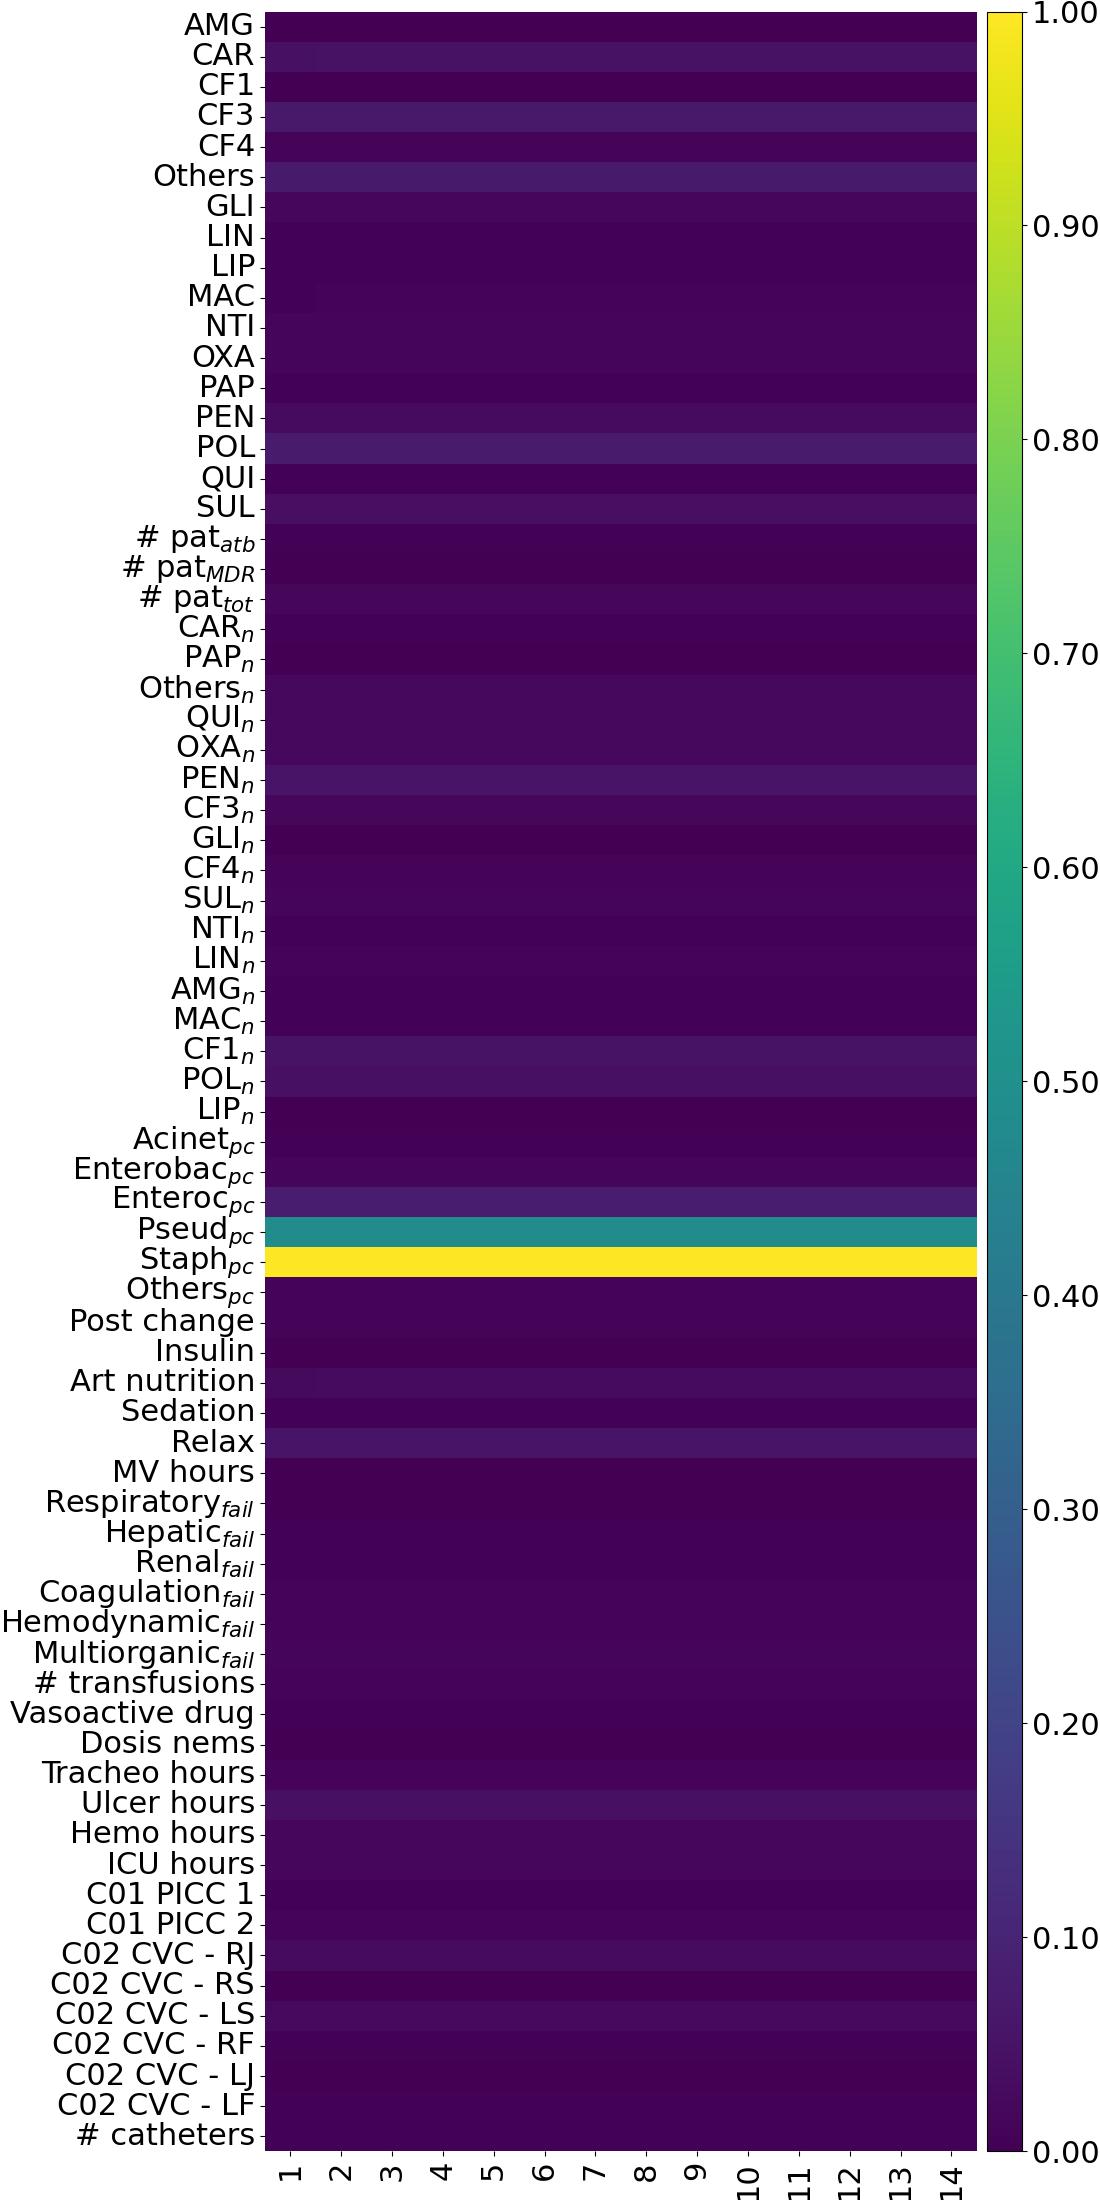 AMG
CAR
CF1
CF3
CF4
Others
GLI
LIN
LIP
MAC
NTI
OXA
PAP
PEN
POL
QUI
SUL
# pat_atb
# pat_MDR
# pat_tot
CAR_n
PAP_n
Others_n
QUI_n
OXA_n
PEN_n
CF3_n
GLI_n
CF4_n
SUL_n
NTI_n
LIN_n
AMG_n
MAC_n
CF1_n
POL_n
LIP_n
Acinet_pc
Enterobac_pc
Enteroc_pc
Pseud_pc
Staph_pc
Others_pc
Post change
Insulin
Art nutrition
Sedation
Relax
MV hours
Respiratory_fail
Hepatic_fail
Renal_fail
Coagulation_fail
Hemodynamic_fail
Multiorganic_fail
# transfusions
Vasoactive drug
Dosis nems
Tracheo hours
Ulcer hours
Hemo hours
ICU hours
C01 PICC 1
C01 PICC 2
C02 CVC - RJ
C02 CVC - RS
C02 CVC - LS
C02 CVC - RF
C02 CVC - LJ
C02 CVC - LF
# catheters
1 2 3 4 5 6 7 8 9 10 11 12 13 14
1.00
0.90
0.80
0.70
0.60
0.50
0.40
0.30
0.20
0.10
0.00